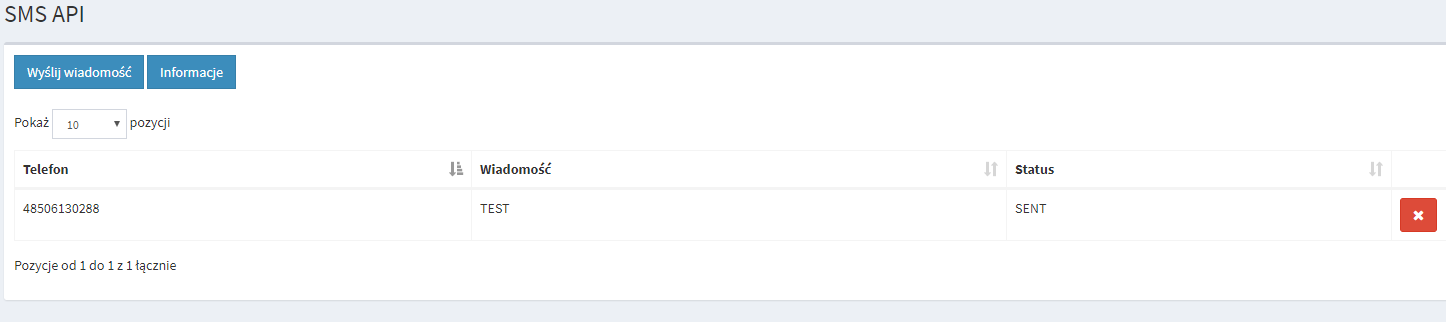 SMS API
Wyślij wiadomość Informacje
Pokaż 10 pozycji
Telefon Wiadomość Status
48506130288 TEST SENT
Pozycje od 1 do 1 z 1 łącznie